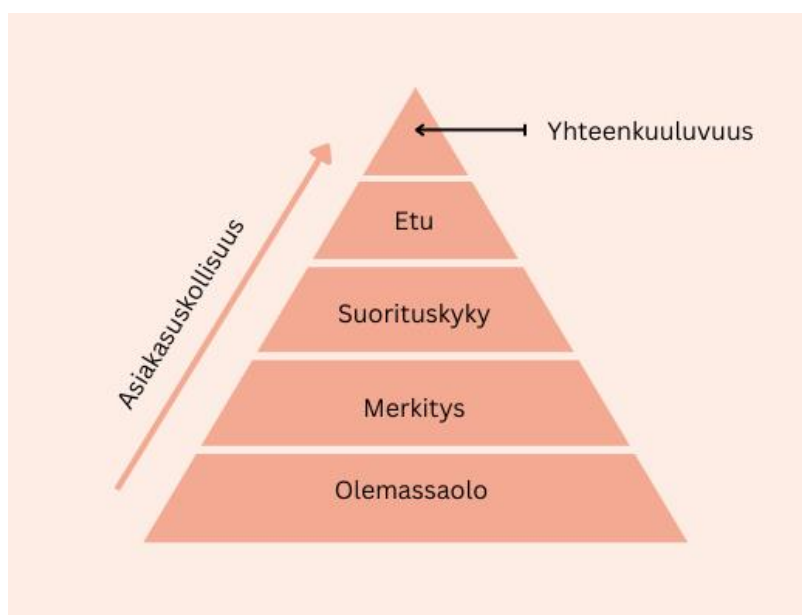 Yhteenkuuluvuus
Etu
Suorituskyky
Merkitys
Olemassaolo
Asiakasuskollisuus